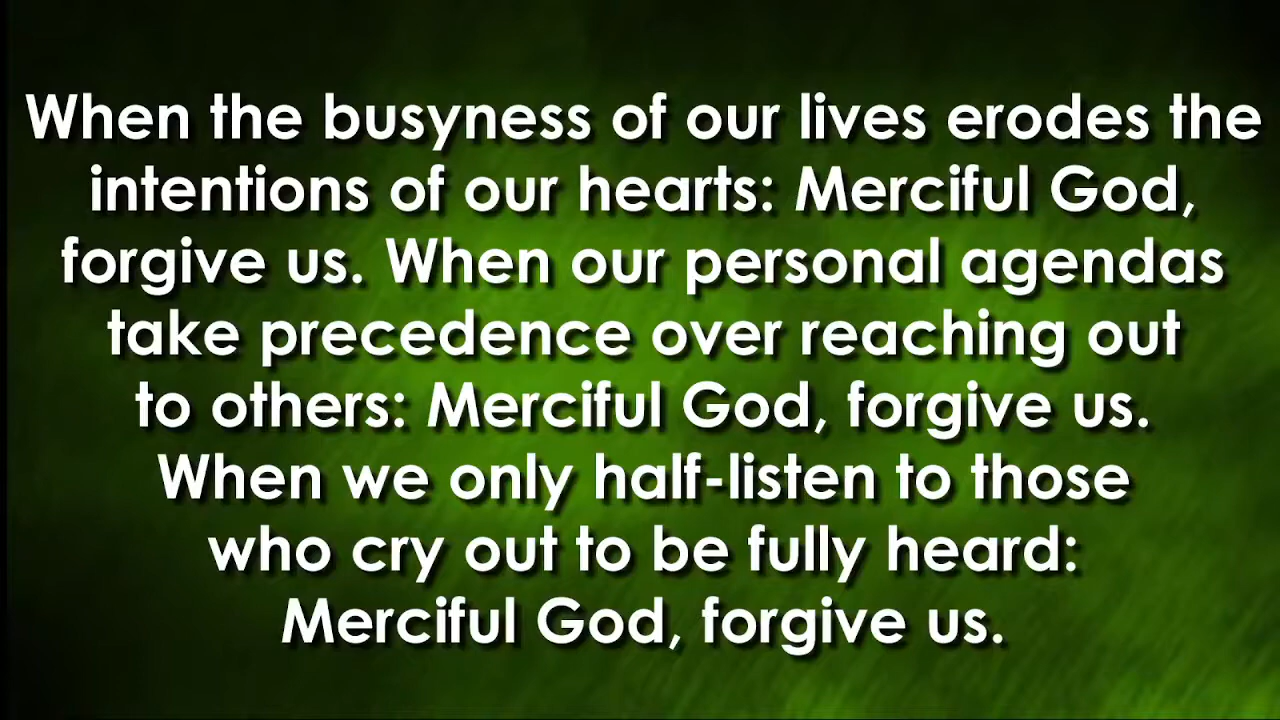 When the busyness of our lives erodes the
intentions of our hearts: Merciful God,
forgive us. When our personal agendas
take precedence over reaching out
to others: Merciful God, forgive us.
When we only half-listen to those
who cry out to be fully heard:
Merciful God, forgive us.